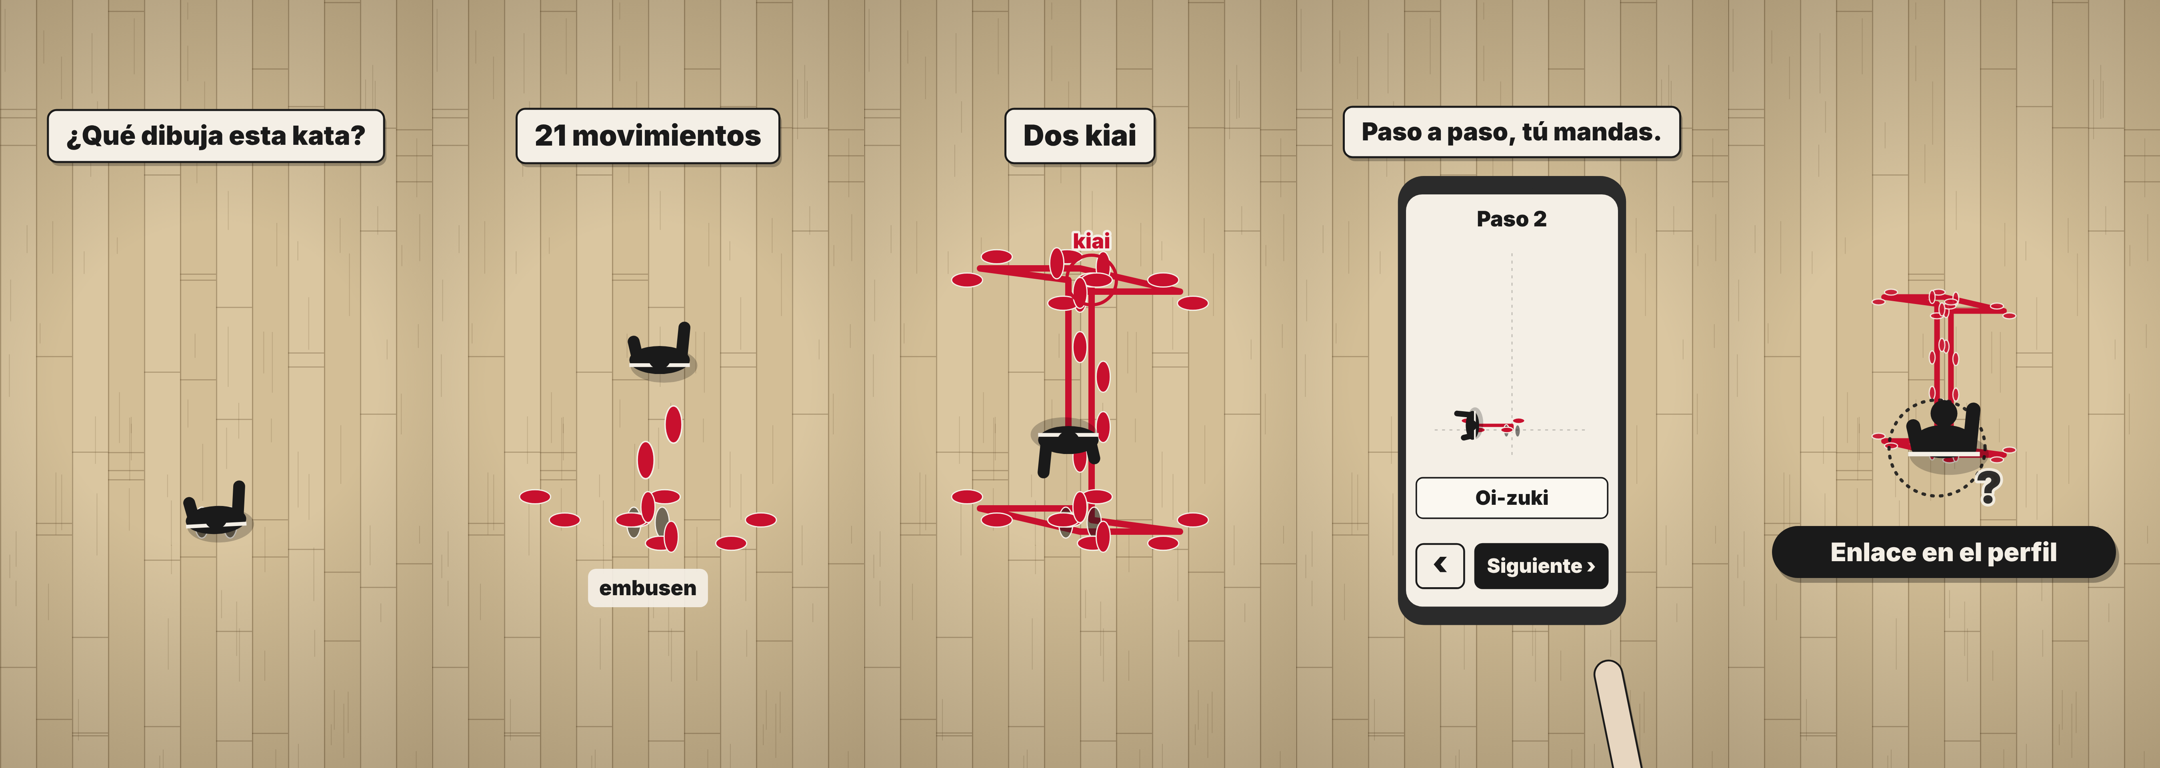 ¿Qué dibuja esta kata?
21 movimientos
embusen
Dos kiai
kiai
Paso a paso, tú mandas.
Paso 2
Oi-zuki
‹
Siguiente ›
?
Enlace en el perfil